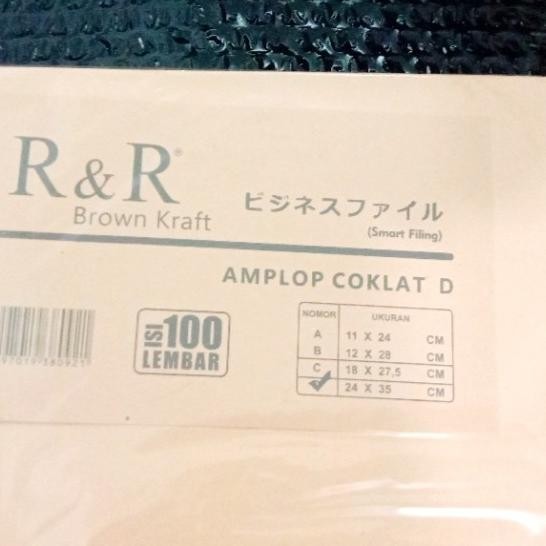 R&R®
Brown Kraft
ビジネスファイル
(Smart Filing)
AMPLOP COKLAT D
ISI 100
LEMBAR
NOMOR UKURAN
A 11 X 24 CM
B 12 X 28 CM
C 18 X 27,5 CM
24 X 35 CM
97019380921